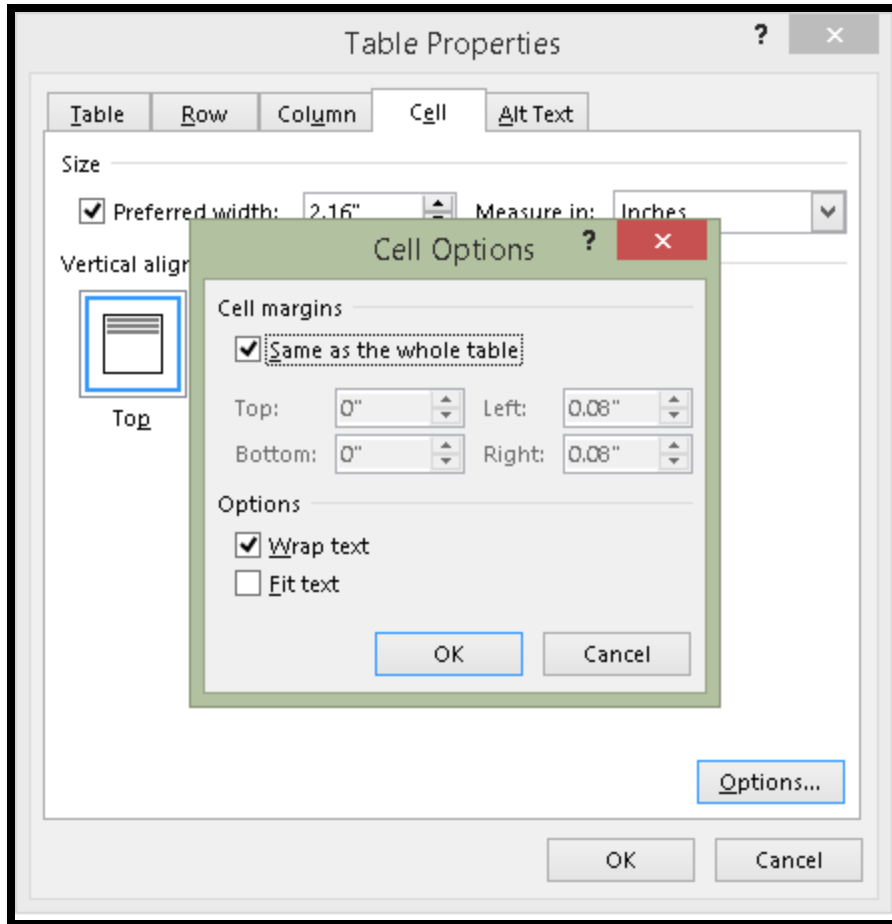 Table Properties ? ×
Table Row Column Cell Alt Text
Size
Preferred width: 2.16" Measure in: Inches
Vertical align
Cell Options ? ×
Cell margins
Same as the whole table
Top: 0" Left: 0.08"
Top
Bottom: 0" Right: 0.08"
Options
Wrap text
Fit text
OK Cancel
Options...
OK Cancel